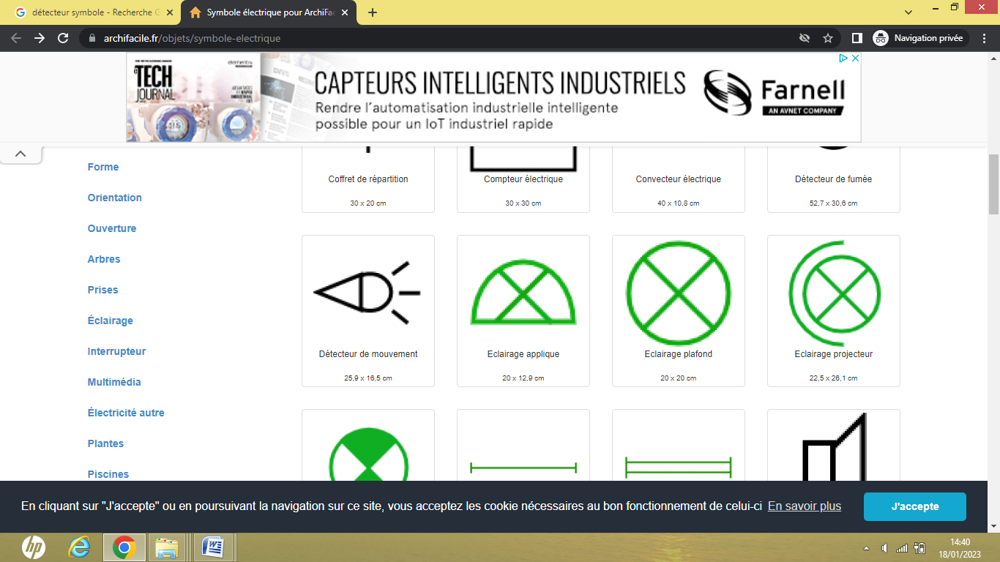 détecteur symbole - Recherche G
Symbole électrique pour ArchiFac
archifacile.fr/objets/symbole-electrique
Navigation privée
TECH
JOURNAL
CAPTEURS INTELLIGENTS INDUSTRIELS
Rendre l'automatisation industrielle intelligente
possible pour un IoT industriel rapide
Farnell
AN AVNET COMPANY
Forme
Orientation
Ouverture
Arbres
Prises
Éclairage
Interrupteur
Multimédia
Électricité autre
Plantes
Piscines
Coffret de répartition
30 x 20 cm
Compteur électrique
30 x 30 cm
Convecteur électrique
40 x 10,8 cm
Détecteur de fumée
52,7 x 30,6 cm
Détecteur de mouvement
25,9 x 16,5 cm
Eclairage applique
20 x 12,9 cm
Eclairage plafond
20 x 20 cm
Eclairage projecteur
22,5 x 26,1 cm
En cliquant sur "J'accepte" ou en poursuivant la navigation sur ce site, vous acceptez les cookie nécessaires au bon fonctionnement de celui-ci En savoir plus
J'accepte
hp
14:40
18/01/2023